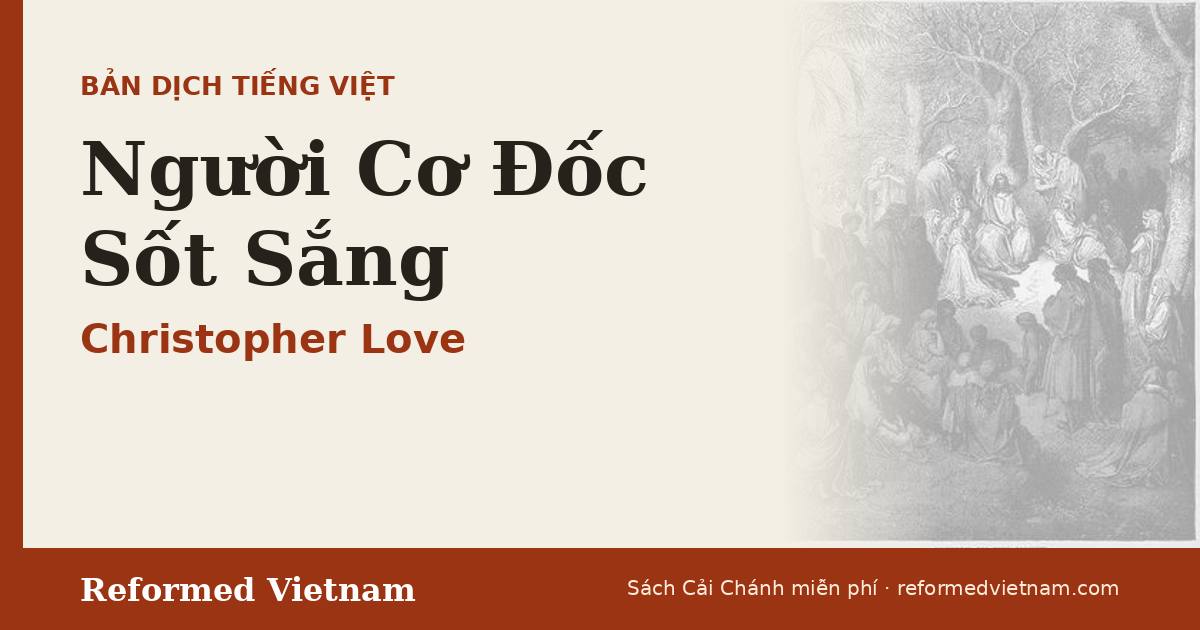 BẢN DỊCH TIẾNG VIỆT
Người Cơ Đốc
Sốt Sắng
Christopher Love
Reformed Vietnam
Sách Cải Chánh miễn phí · reformedvietnam.com